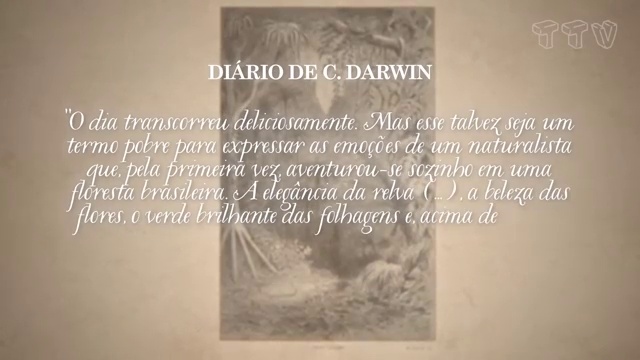 TTV
DIÁRIO DE C. DARWIN
"O dia transcorreu deliciosamente. Mas esse talvez seja um
termo pobre para expressar as emoções de um naturalista
que, pela primeira vez, aventurou-se sozinho em uma
floresta brasileira. A elegância da relva (...), a beleza das
flores, o verde brilhante das folhagens e, acima de